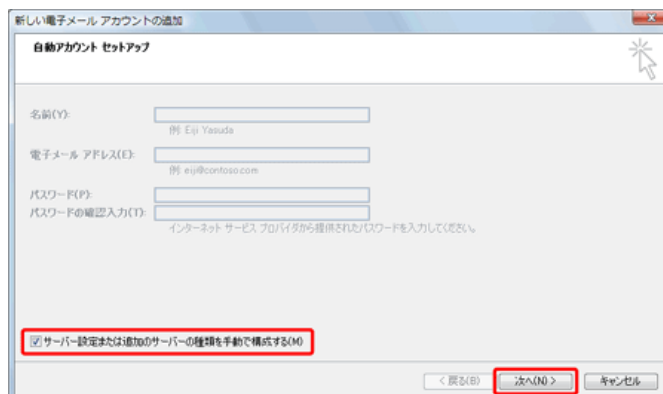 新しい電子メール アカウントの追加
自動アカウント セットアップ
名前(Y):
例: Eiji Yasuda
電子メール アドレス(E):
例: eiji@contoso.com
パスワード(P):
パスワードの確認入力(T):
インターネット サービス プロバイダから提供されたパスワードを入力してください。
サーバー設定または追加のサーバーの種類を手動で構成する(M)
< 戻る(B) 次へ(N) > キャンセル